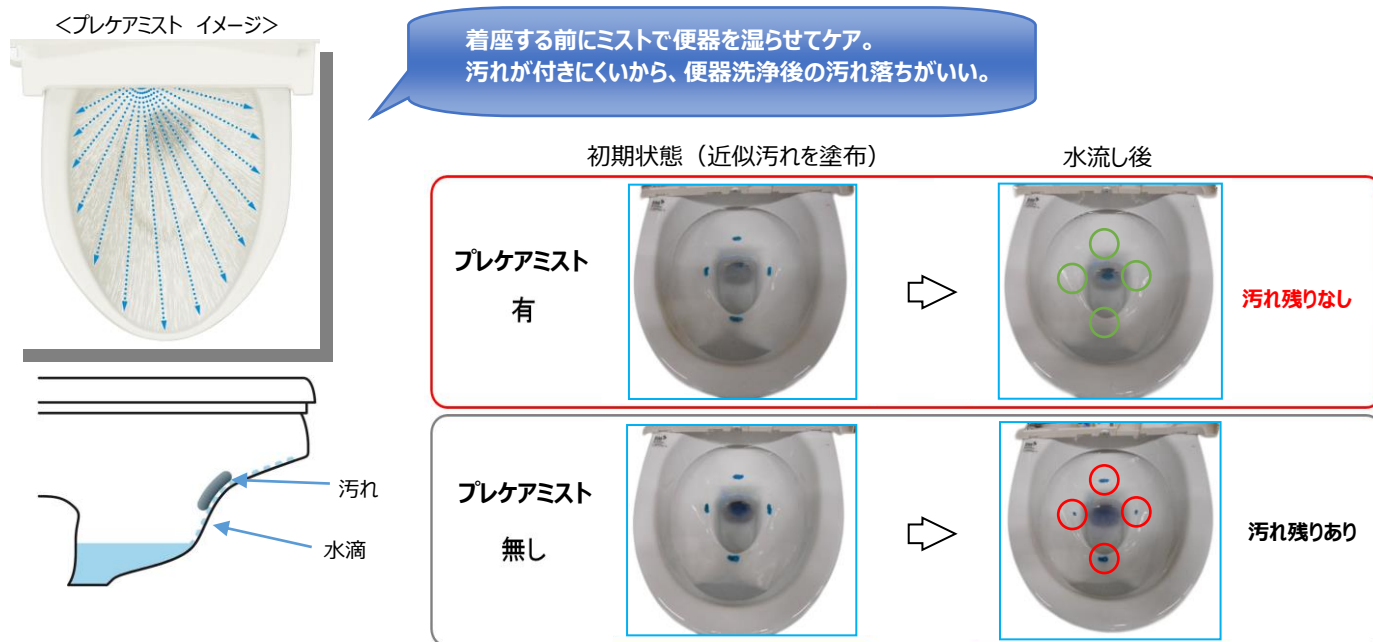 <プレケアミスト イメージ>
着座する前にミストで便器を湿らせてケア。
汚れが付きにくいから、便器洗浄後の汚れ落ちがいい。
初期状態（近似汚れを塗布）
水流し後
プレケアミスト
有
汚れ残りなし
汚れ
水滴
プレケアミスト
無し
汚れ残りあり